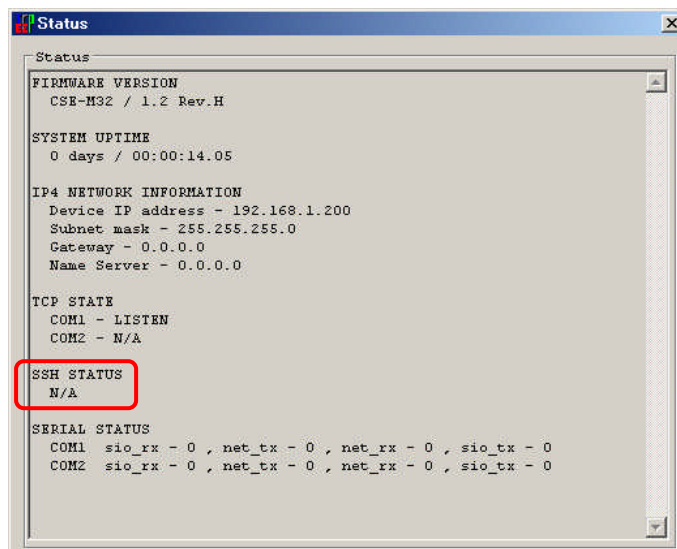 Status
Status
FIRMWARE VERSION
CSE-M32 / 1.2 Rev.H
SYSTEM UPTIME
0 days / 00:00:14.05
IP4 NETWORK INFORMATION
Device IP address - 192.168.1.200
Subnet mask - 255.255.255.0
Gateway - 0.0.0.0
Name Server - 0.0.0.0
TCP STATE
COM1 - LISTEN
COM2 - N/A
SSH STATUS
N/A
SERIAL STATUS
COM1 sio_rx - 0 , net_tx - 0 , net_rx - 0 , sio_tx - 0
COM2 sio_rx - 0 , net_tx - 0 , net_rx - 0 , sio_tx - 0